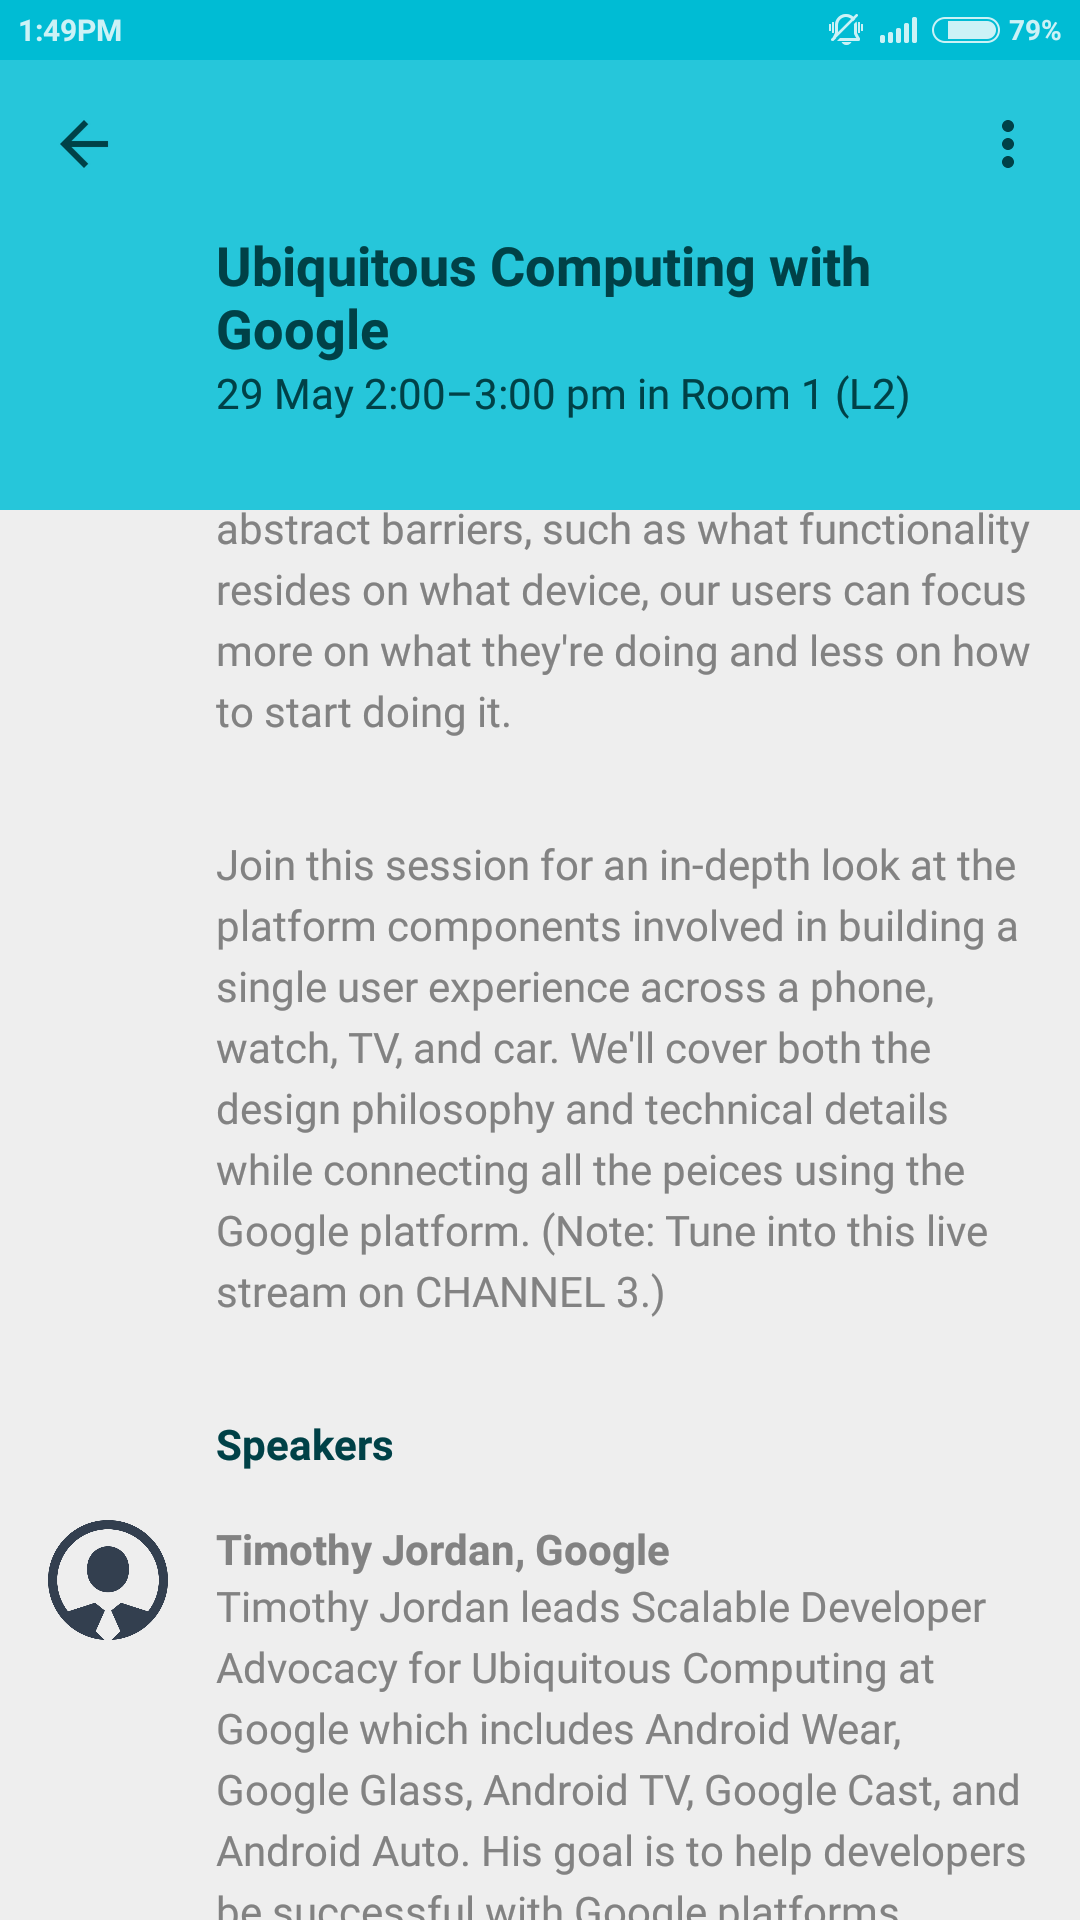 1:49PM
79%
Ubiquitous Computing with
Google
29 May 2:00–3:00 pm in Room 1 (L2)
abstract barriers, such as what functionality
resides on what device, our users can focus
more on what they're doing and less on how
to start doing it.
Join this session for an in-depth look at the
platform components involved in building a
single user experience across a phone,
watch, TV, and car. We'll cover both the
design philosophy and technical details
while connecting all the peices using the
Google platform. (Note: Tune into this live
stream on CHANNEL 3.)
Speakers
Timothy Jordan, Google
Timothy Jordan leads Scalable Developer
Advocacy for Ubiquitous Computing at
Google which includes Android Wear,
Google Glass, Android TV, Google Cast, and
Android Auto. His goal is to help developers
be successful with Google platforms